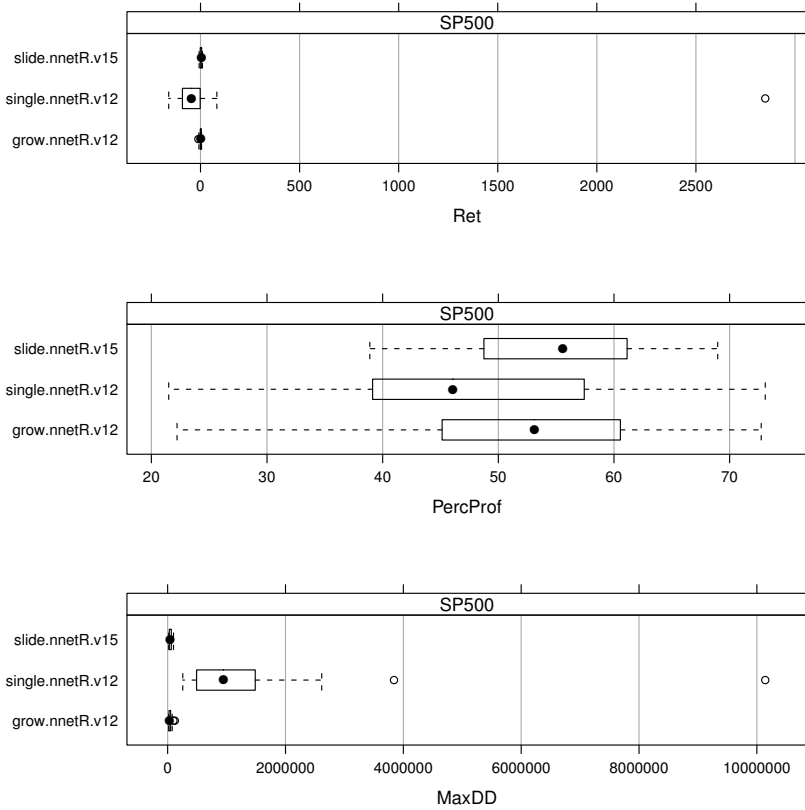 SP500
slide.nnetR.v15
single.nnetR.v12
grow.nnetR.v12
0 500 1000 1500 2000 2500
Ret
SP500
slide.nnetR.v15
single.nnetR.v12
grow.nnetR.v12
20 30 40 50 60 70
PercProf
SP500
slide.nnetR.v15
single.nnetR.v12
grow.nnetR.v12
0 2000000 4000000 6000000 8000000 10000000
MaxDD